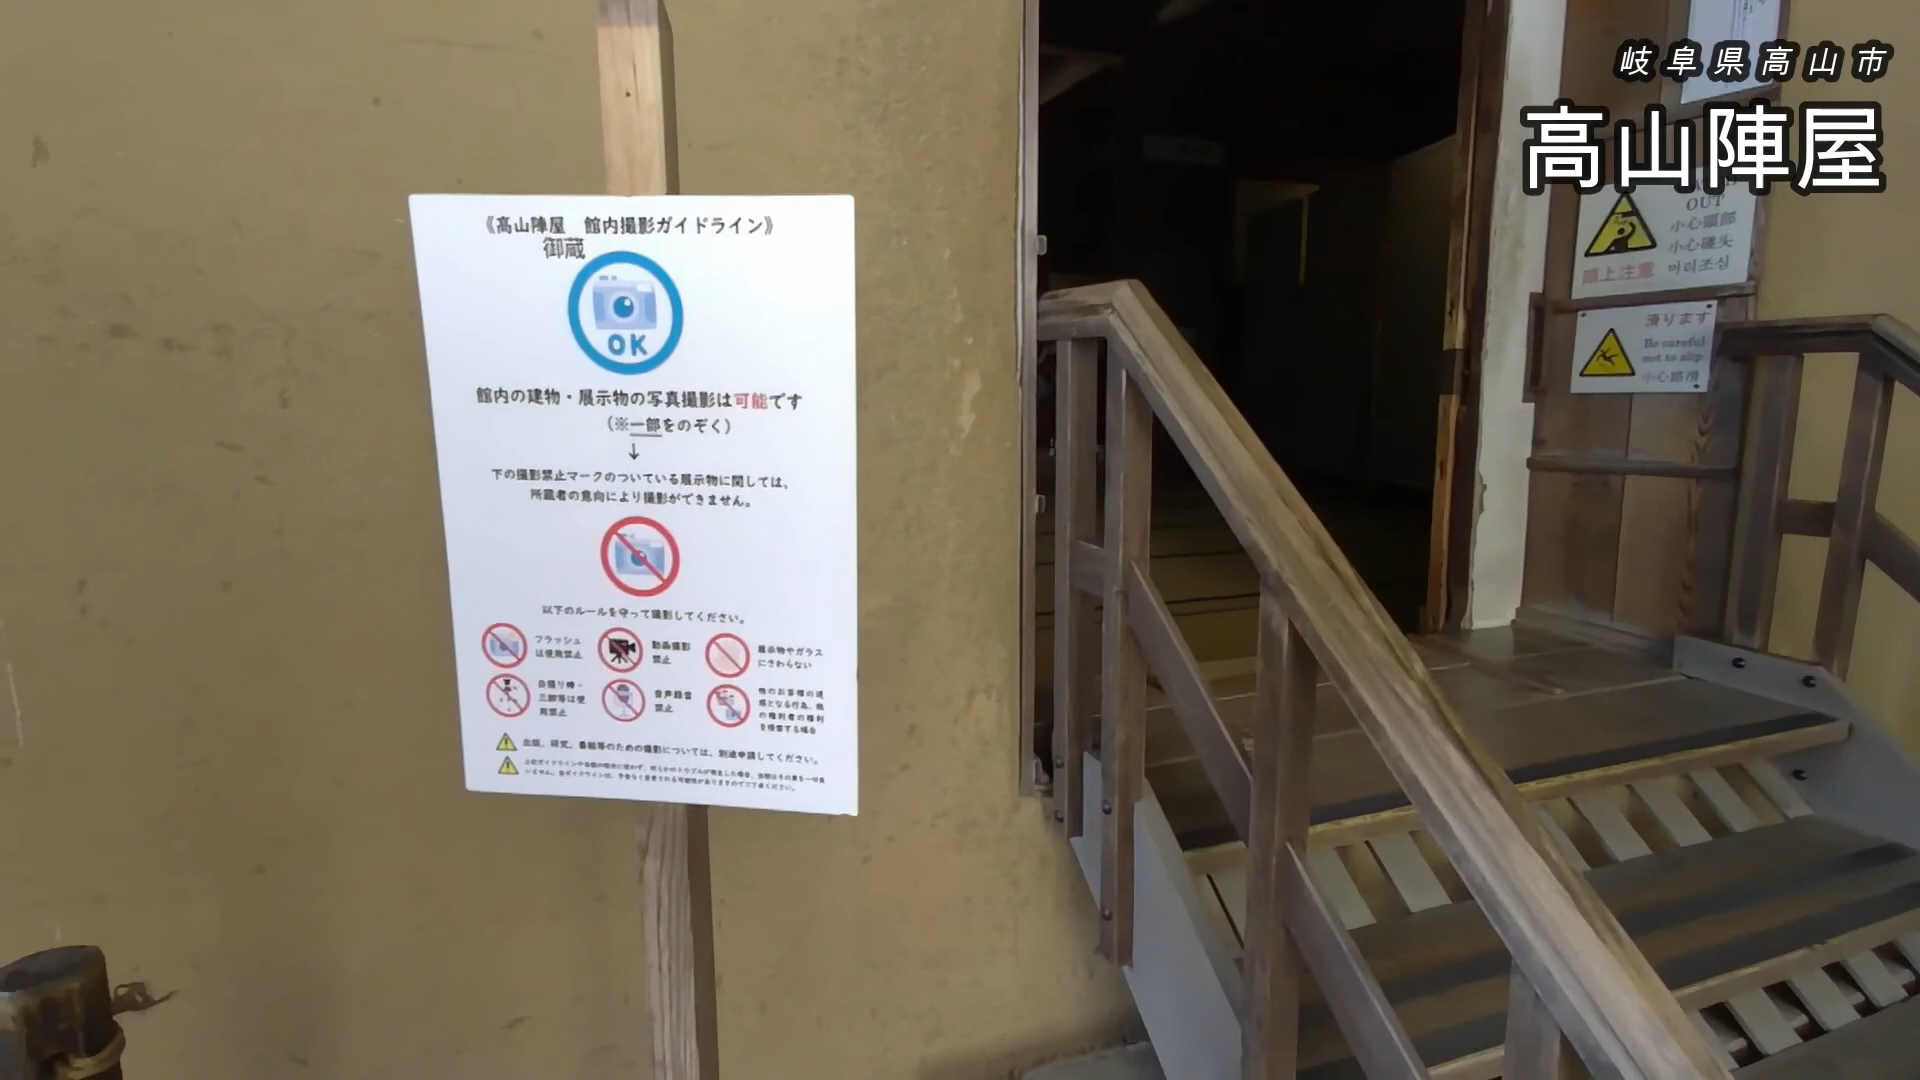 岐阜県高山市
高山陣屋
《高山陣屋 館内撮影ガイドライン》
御蔵
OK
館内の建物・展示物の写真撮影は可能です
(※一部をのぞく)
↓
下の撮影禁止マークのついている展示物に関しては、
所蔵者の意向により撮影ができません。
以下のルールを守って撮影してください。
フラッシュ
は使用禁止
動画撮影
禁止
展示物やガラス
にさわらない
自撮り棒・
三脚等は使
用禁止
音声録音
禁止
他のお客様の迷
惑となる行為、他
の権利者の権利
を侵害する場合
出版、研究、番組等のための撮影については、別途申請してください。
OUT
小心頭部
小心碰头
頭上注意
머리조심
滑ります
Be careful
not to slip
小心路滑